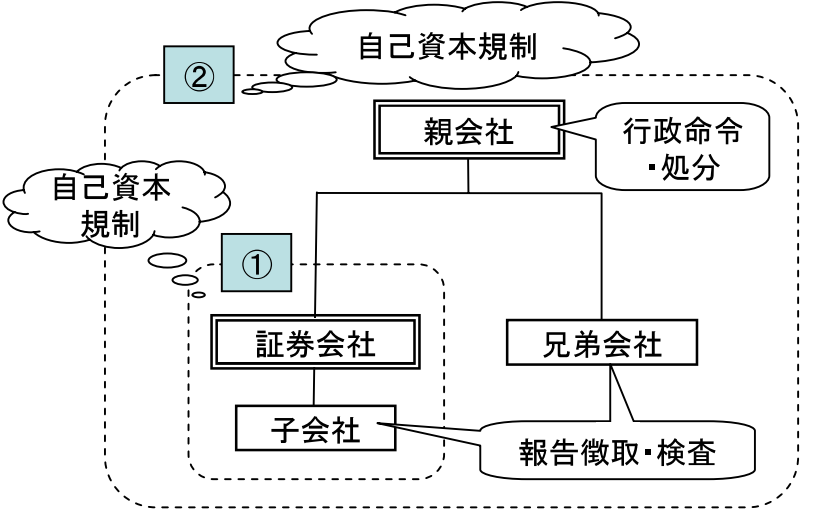 自己資本規制
②
親会社
行政命令
・処分
自己資本
規制
①
証券会社
兄弟会社
子会社
報告徴取・検査